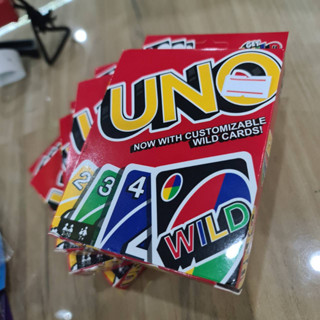 UNO
NOW WITH CUSTOMIZABLE
WILD CARDS!
2
3
4
WILD